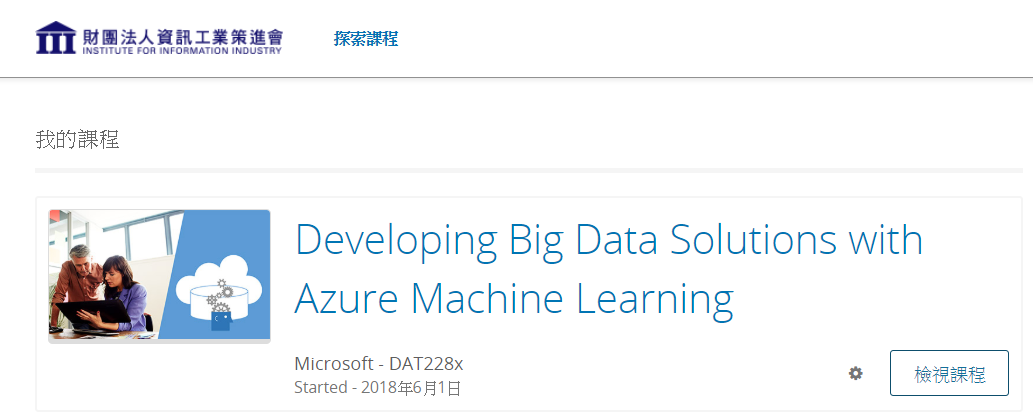 財團法人資訊工業策進會
INSTITUTE FOR INFORMATION INDUSTRY
探索課程
我的課程
Developing Big Data Solutions with
Azure Machine Learning
Microsoft - DAT228x
Started - 2018年6月1日
檢視課程